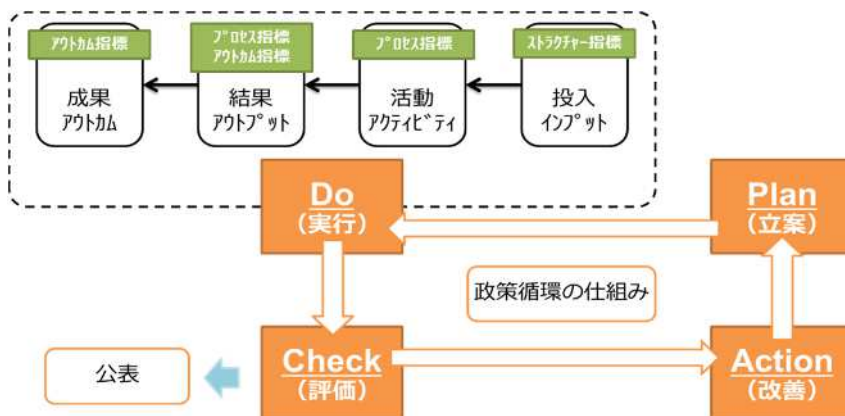 アウトカム指標
成果
アウトカム
プロセス指標
アウトカム指標
結果
アウトプット
プロセス指標
活動
アクティビティ
ストラクチャー指標
投入
インプット
Do
(実行)
Plan
(立案)
政策循環の仕組み
公表
Check
(評価)
Action
(改善)